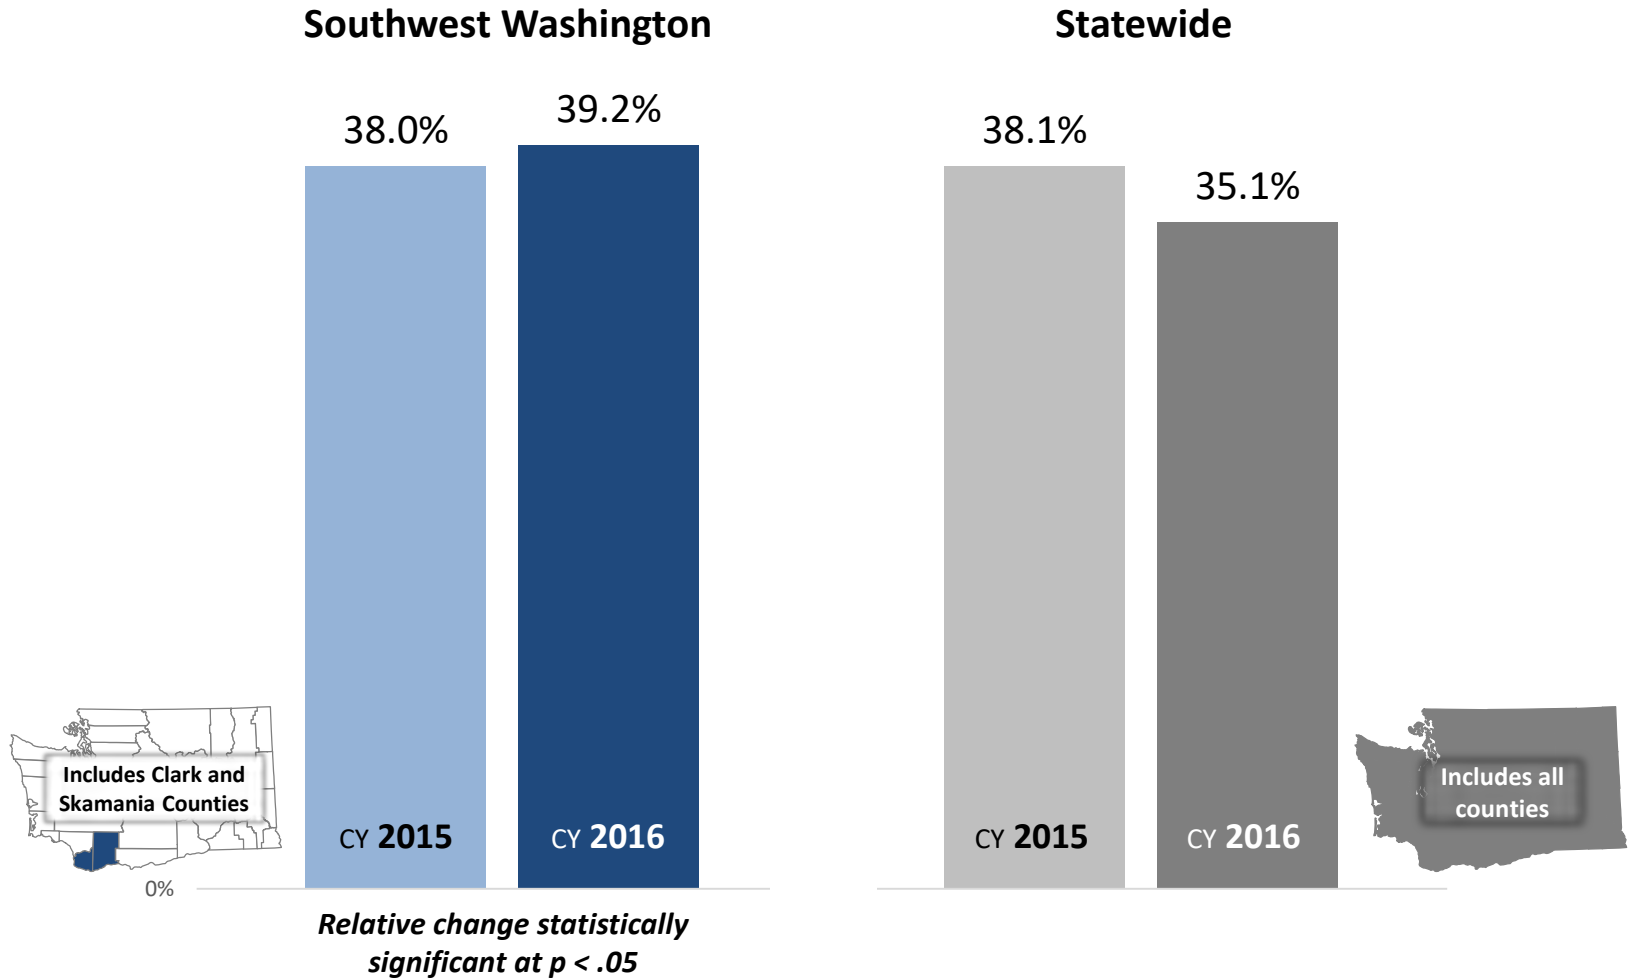 Southwest Washington
38.0%
39.2%
CY 2015
CY 2016
Includes Clark and
Skamania Counties
0%
Relative change statistically
significant at p < .05
Statewide
38.1%
35.1%
CY 2015
CY 2016
Includes all
counties